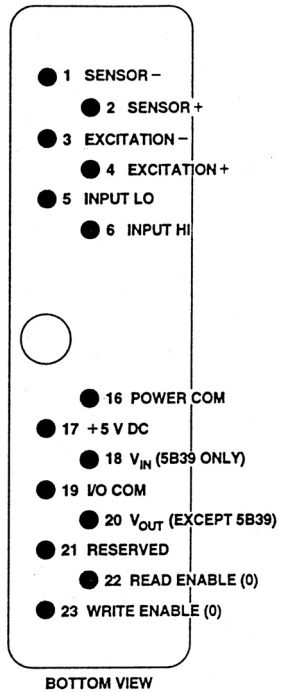 1 SENSOR –
2 SENSOR +
3 EXCITATION –
4 EXCITATION +
5 INPUT LO
6 INPUT HI
16 POWER COM
17 +5 V DC
18 VIN (5B39 ONLY)
19 I/O COM
20 VOUT (EXCEPT 5B39)
21 RESERVED
22 READ ENABLE (0)
23 WRITE ENABLE (0)
BOTTOM VIEW